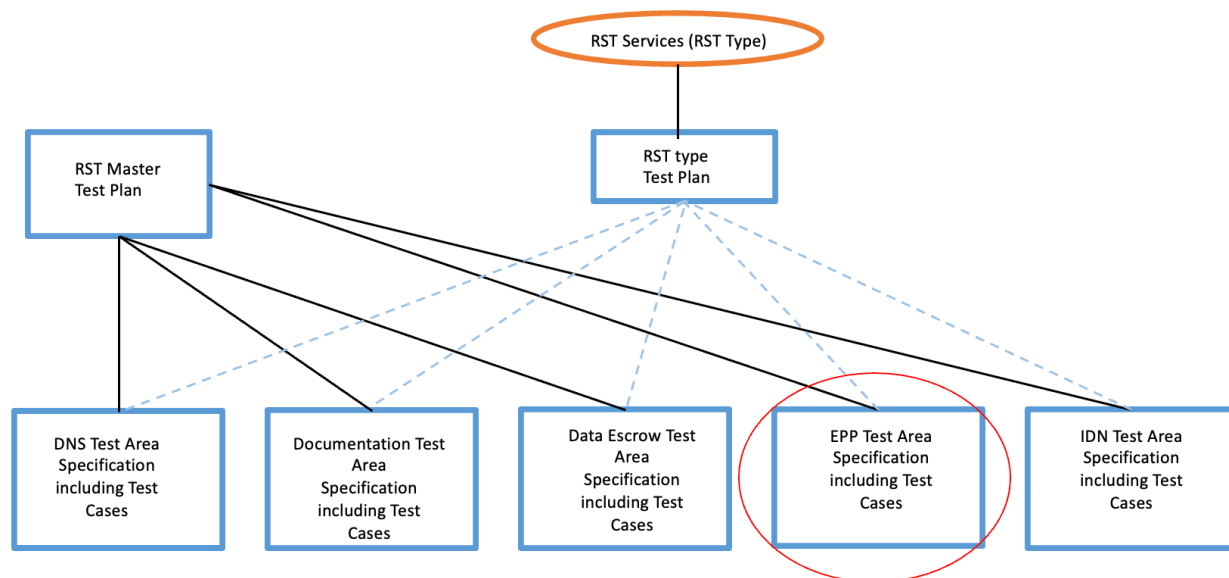 RST Services (RST Type)
RST Master
Test Plan
RST type
Test Plan
DNS Test Area
Specification
including Test
Cases
Documentation Test
Area
Specification
including Test
Cases
Data Escrow Test
Area
Specification
including Test
Cases
EPP Test Area
Specification
including Test
Cases
IDN Test Area
Specification
including Test
Cases